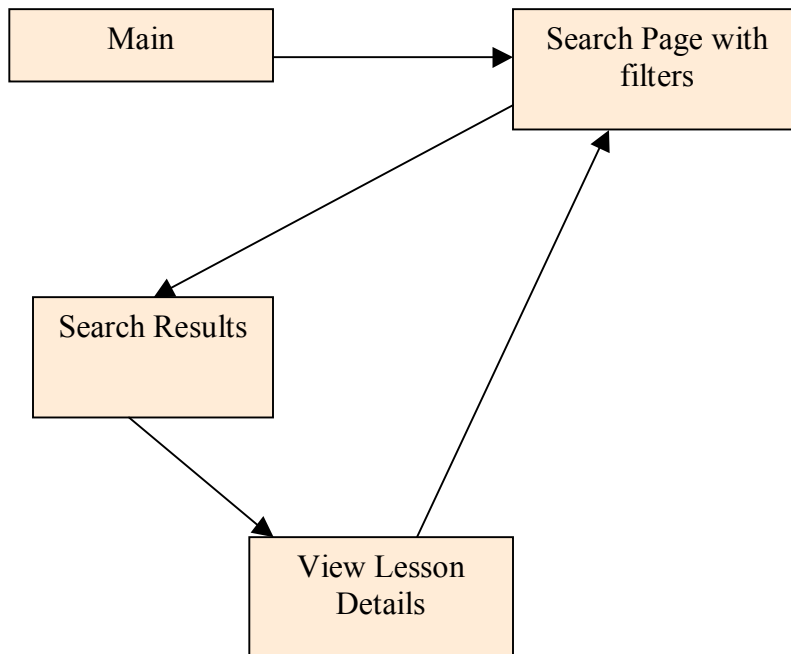 Main
Search Page with
filters
Search Results
View Lesson
Details